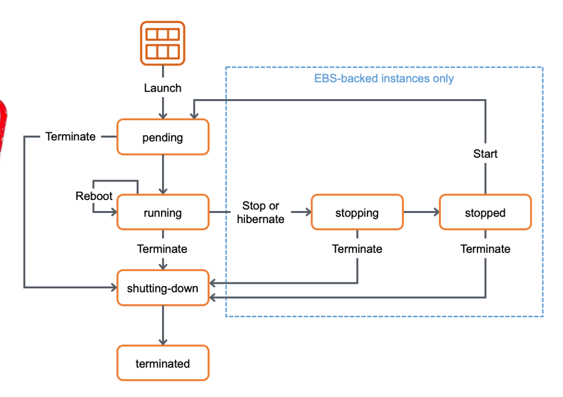 Launch
EBS-backed instances only
Terminate
pending
Start
Reboot
running
Stop or
hibernate
stopping
stopped
Terminate
Terminate
Terminate
shutting-down
terminated